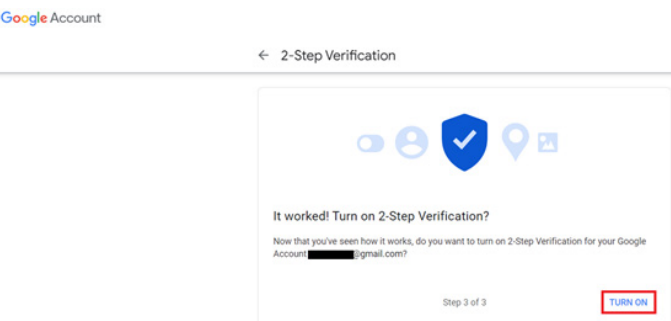 Google Account
← 2-Step Verification
It worked! Turn on 2-Step Verification?
Now that you've seen how it works, do you want to turn on 2-Step Verification for your Google
Account @gmail.com?
Step 3 of 3
TURN ON